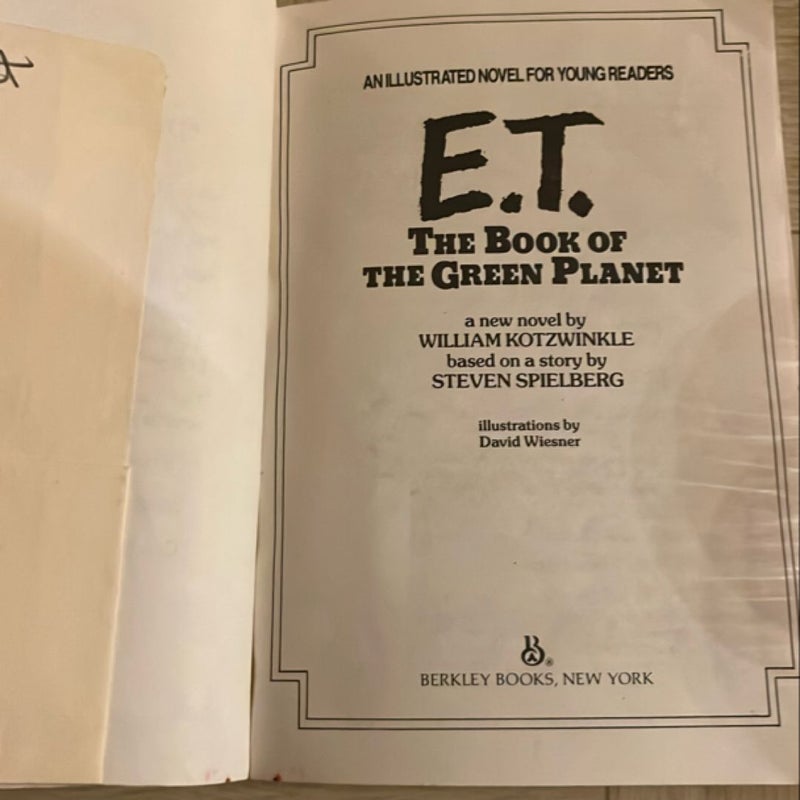 AN ILLUSTRATED NOVEL FOR YOUNG READERS
E.T.
THE BOOK OF
THE GREEN PLANET
a new novel by
WILLIAM KOTZWINKLE
based on a story by
STEVEN SPIELBERG
illustrations by
David Wiesner
BERKLEY BOOKS, NEW YORK